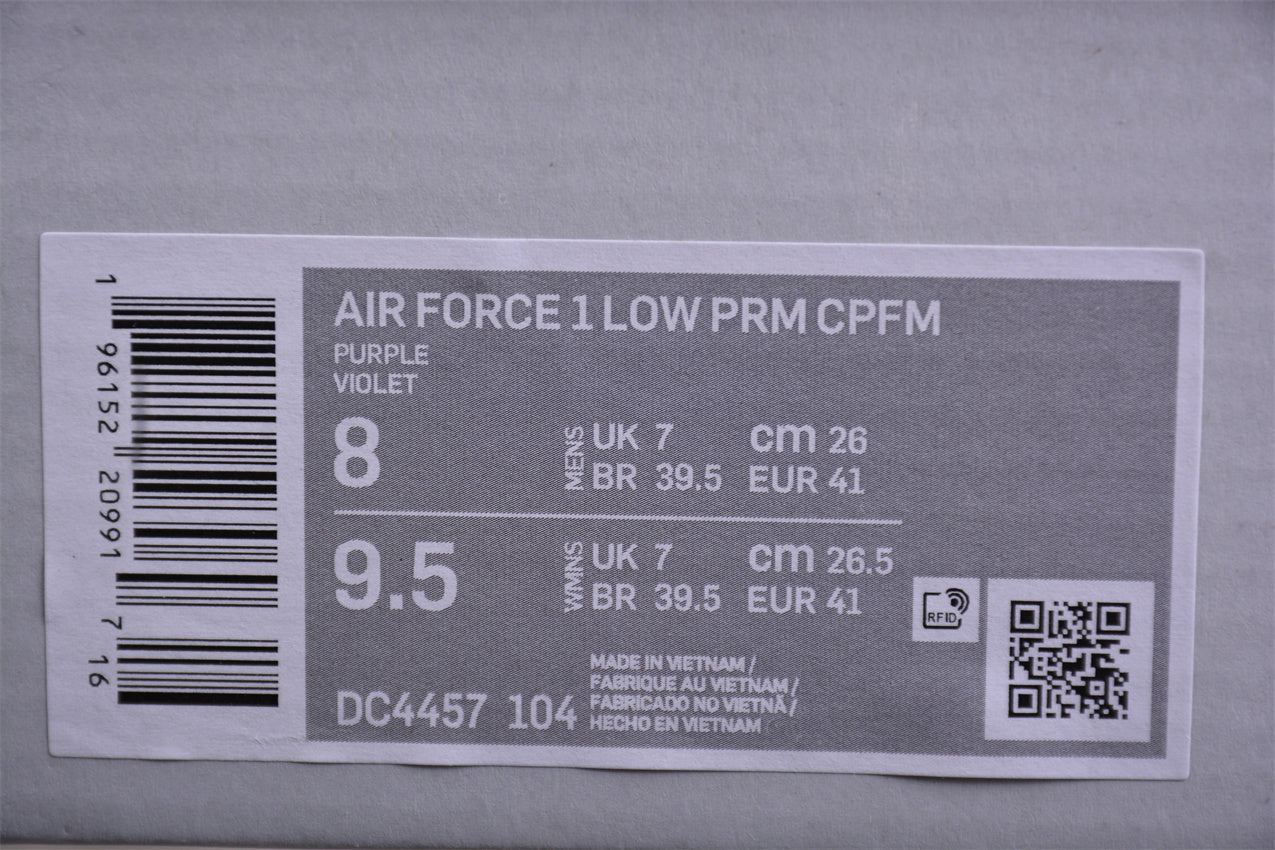 1 96152 20991 7 16
AIR FORCE 1 LOW PRM CPFM
PURPLE
VIOLET
8
MENS
UK 7 cm 26
BR 39.5 EUR 41
9.5
WMNS
UK 7 cm 26.5
BR 39.5 EUR 41
RFID
MADE IN VIETNAM /
FABRIQUE AU VIETNAM /
FABRICADO NO VIETNÃ /
HECHO EN VIETNAM
DC4457 104